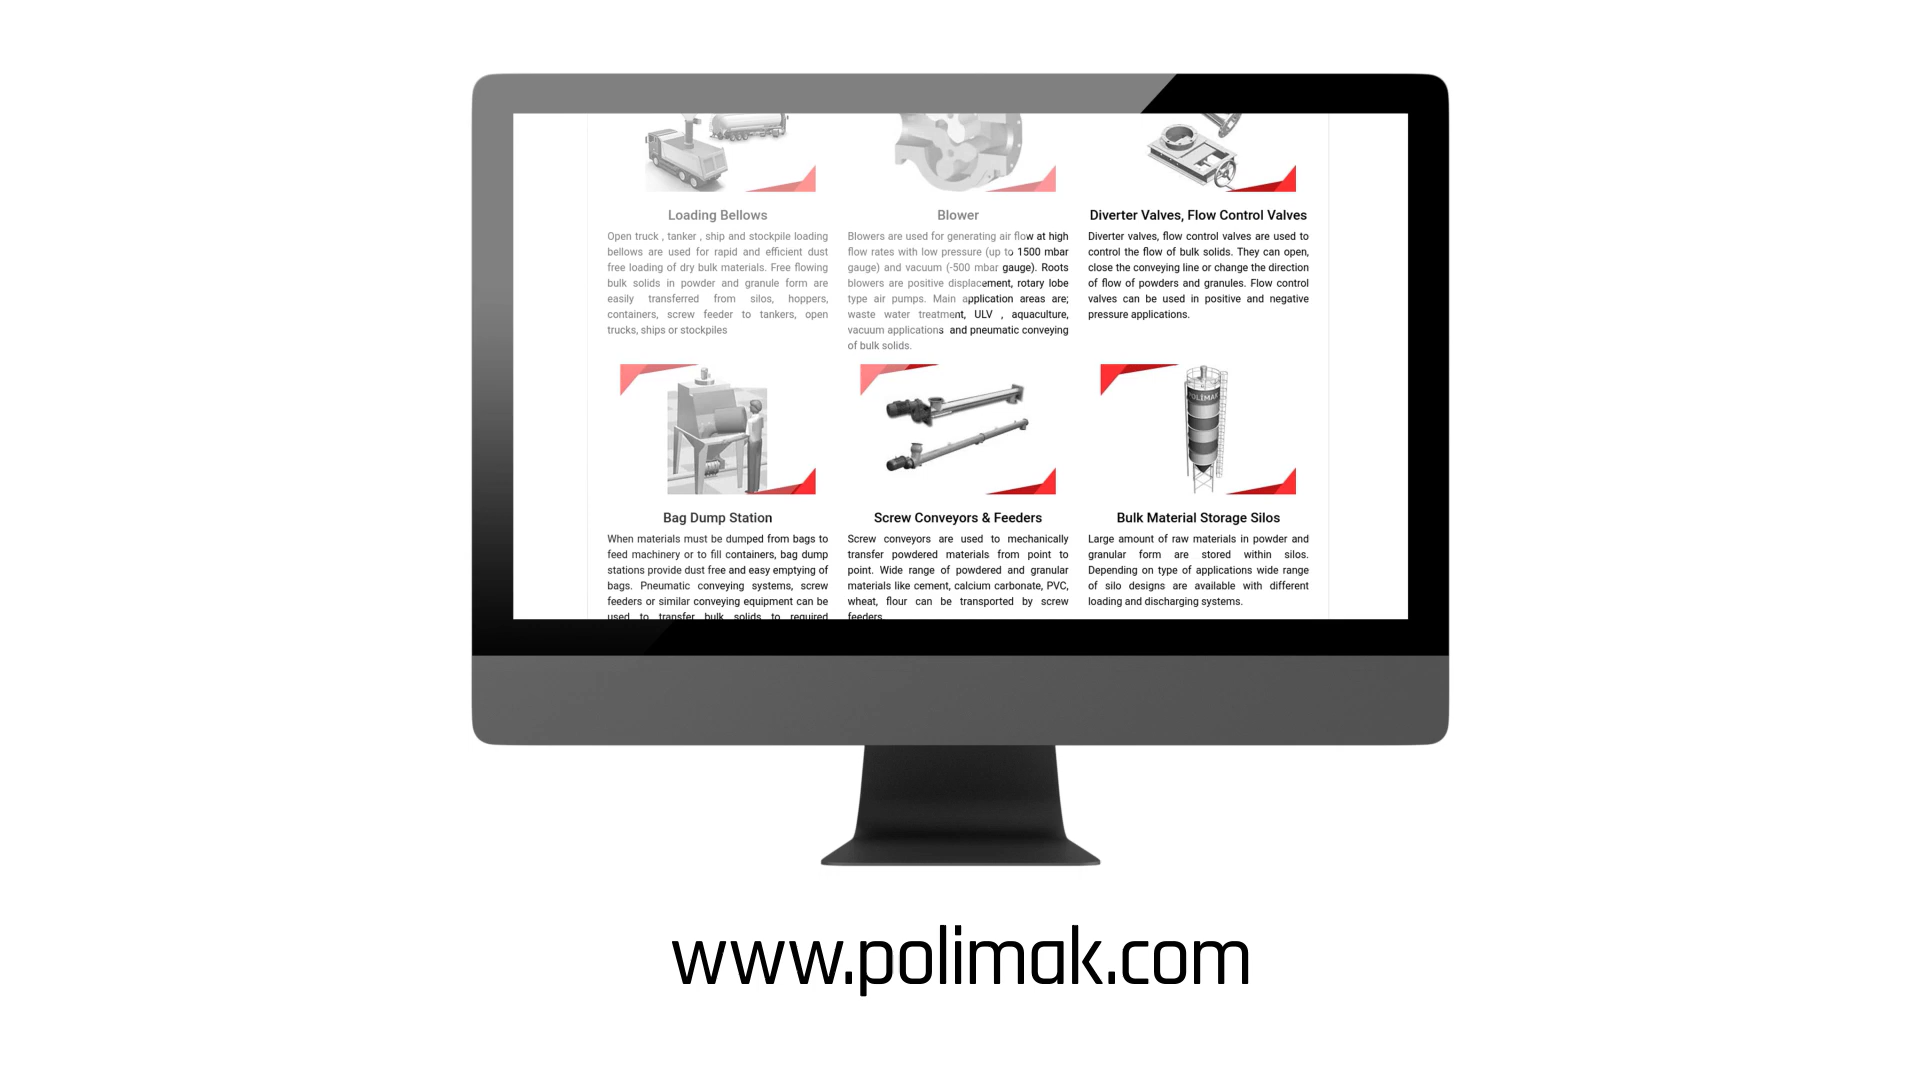 Loading Bellows
Open truck , tanker , ship and stockpile loading
bellows are used for rapid and efficient dust
free loading of dry bulk materials. Free flowing
bulk solids in powder and granule form are
easily transferred from silos, hoppers,
containers, screw feeder to tankers, open
trucks, ships or stockpiles
Blower
Blowers are used for generating air flow at high
flow rates with low pressure (up to 1500 mbar
gauge) and vacuum (-500 mbar gauge). Roots
blowers are positive displacement, rotary lobe
type air pumps. Main application areas are;
waste water treatment, ULV , aquaculture,
vacuum applications and pneumatic conveying
of bulk solids.
Diverter Valves, Flow Control Valves
Diverter valves, flow control valves are used to
control the flow of bulk solids. They can open,
close the conveying line or change the direction
of flow of powders and granules. Flow control
valves can be used in positive and negative
pressure applications.
Bag Dump Station
When materials must be dumped from bags to
feed machinery or to fill containers, bag dump
stations provide dust free and easy emptying of
bags. Pneumatic conveying systems, screw
feeders or similar conveying equipment can be
used to transfer bulk solids to required
Screw Conveyors & Feeders
Screw conveyors are used to mechanically
transfer powdered materials from point to
point. Wide range of powdered and granular
materials like cement, calcium carbonate, PVC,
wheat, flour can be transported by screw
feeders.
POLİMAK
Bulk Material Storage Silos
Large amount of raw materials in powder and
granular form are stored within silos.
Depending on type of applications wide range
of silo designs are available with different
loading and discharging systems.
www.polimak.com